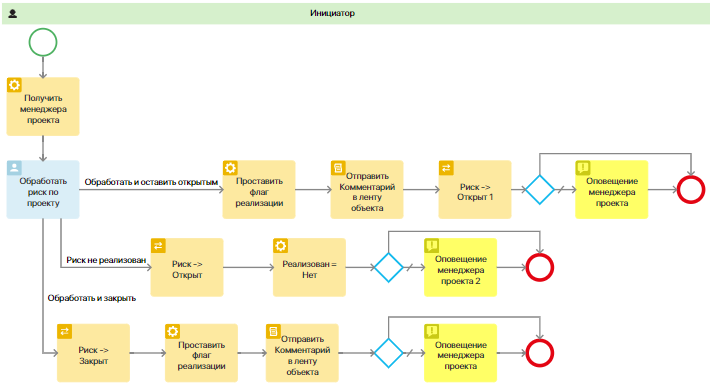 Инициатор
Получить
менеджера
проекта
Обработать
риск по
проекту
Обработать и оставить открытым
Проставить
флаг
реализации
Отправить
Комментарий
в ленту
объекта
Риск ->
Открыт 1
Оповещение
менеджера
проекта
Риск не реализован
Риск ->
Открыт
Реализован =
Нет
Оповещение
менеджера
проекта 2
Обработать и закрыть
Риск ->
Закрыт
Проставить
флаг
реализации
Отправить
Комментарий
в ленту
объекта
Оповещение
менеджера
проекта